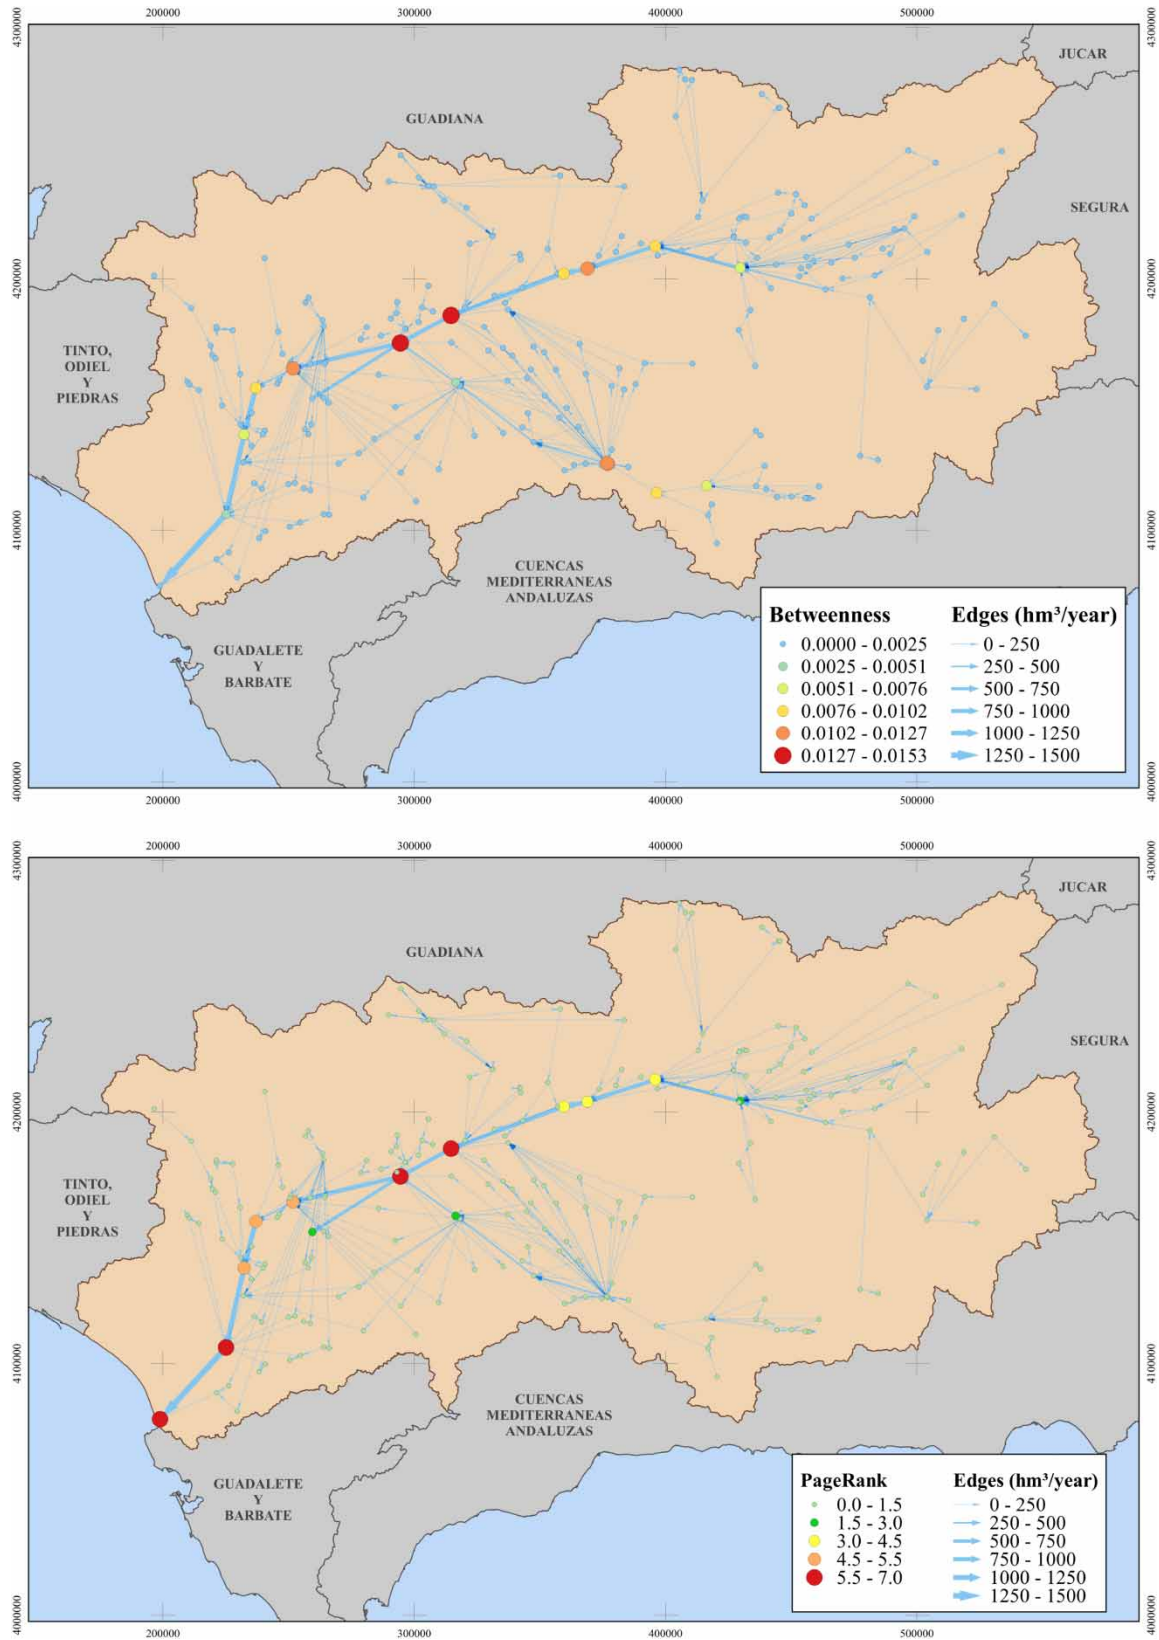 200000 300000 400000 500000
4300000 4300000
JUCAR
GUADIANA
SEGURA
4200000 4200000
TINTO,
ODIEL
Y
PIEDRAS
4100000 4100000
CUENCAS
MEDITERRANEAS
ANDALUZAS
GUADALETE
Y
BARBATE
Betweenness Edges (hm³/year)
0.0000 - 0.0025 0 - 250
0.0025 - 0.0051 250 - 500
0.0051 - 0.0076 500 - 750
0.0076 - 0.0102 750 - 1000
0.0102 - 0.0127 1000 - 1250
0.0127 - 0.0153 1250 - 1500
4000000 4000000
200000 300000 400000 500000
200000 300000 400000 500000
4300000 4300000
JUCAR
GUADIANA
SEGURA
4200000 4200000
TINTO,
ODIEL
Y
PIEDRAS
4100000 4100000
CUENCAS
MEDITERRANEAS
ANDALUZAS
GUADALETE
Y
BARBATE
PageRank Edges (hm³/year)
0.0 - 1.5 0 - 250
1.5 - 3.0 250 - 500
3.0 - 4.5 500 - 750
4.5 - 5.5 750 - 1000
5.5 - 7.0 1000 - 1250
1250 - 1500
4000000 4000000
200000 300000 400000 500000